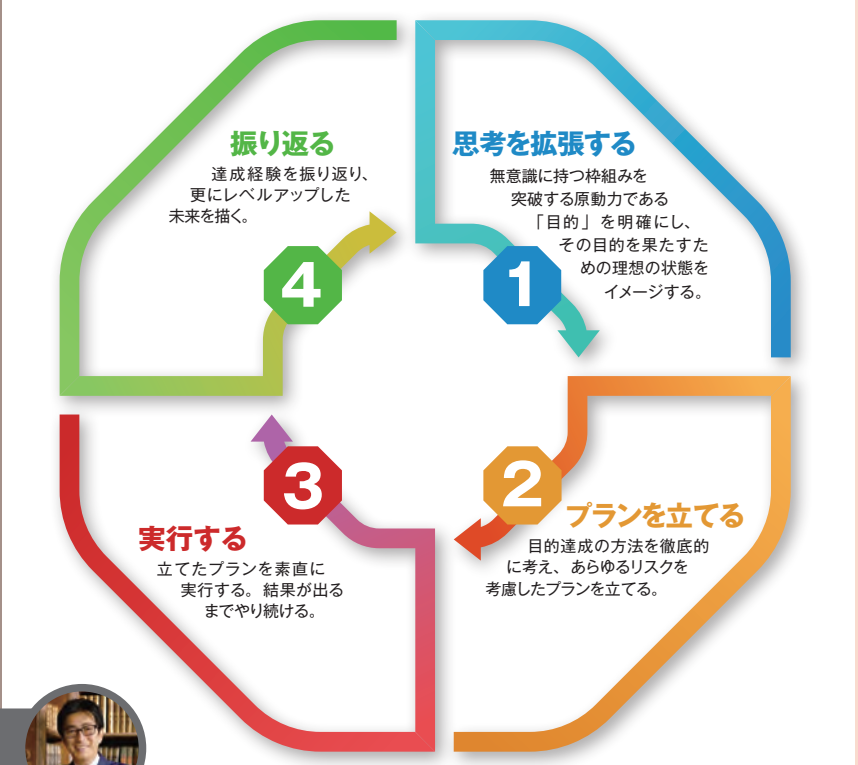 1
思考を拡張する
無意識に持つ枠組みを
突破する原動力である
「目的」を明確にし、
その目的を果たすた
めの理想の状態を
イメージする。
2
プランを立てる
目的達成の方法を徹底的
に考え、あらゆるリスクを
考慮したプランを立てる。
3
実行する
立てたプランを素直に
実行する。結果が出る
までやり続ける。
4
振り返る
達成経験を振り返り、
更にレベルアップした
未来を描く。